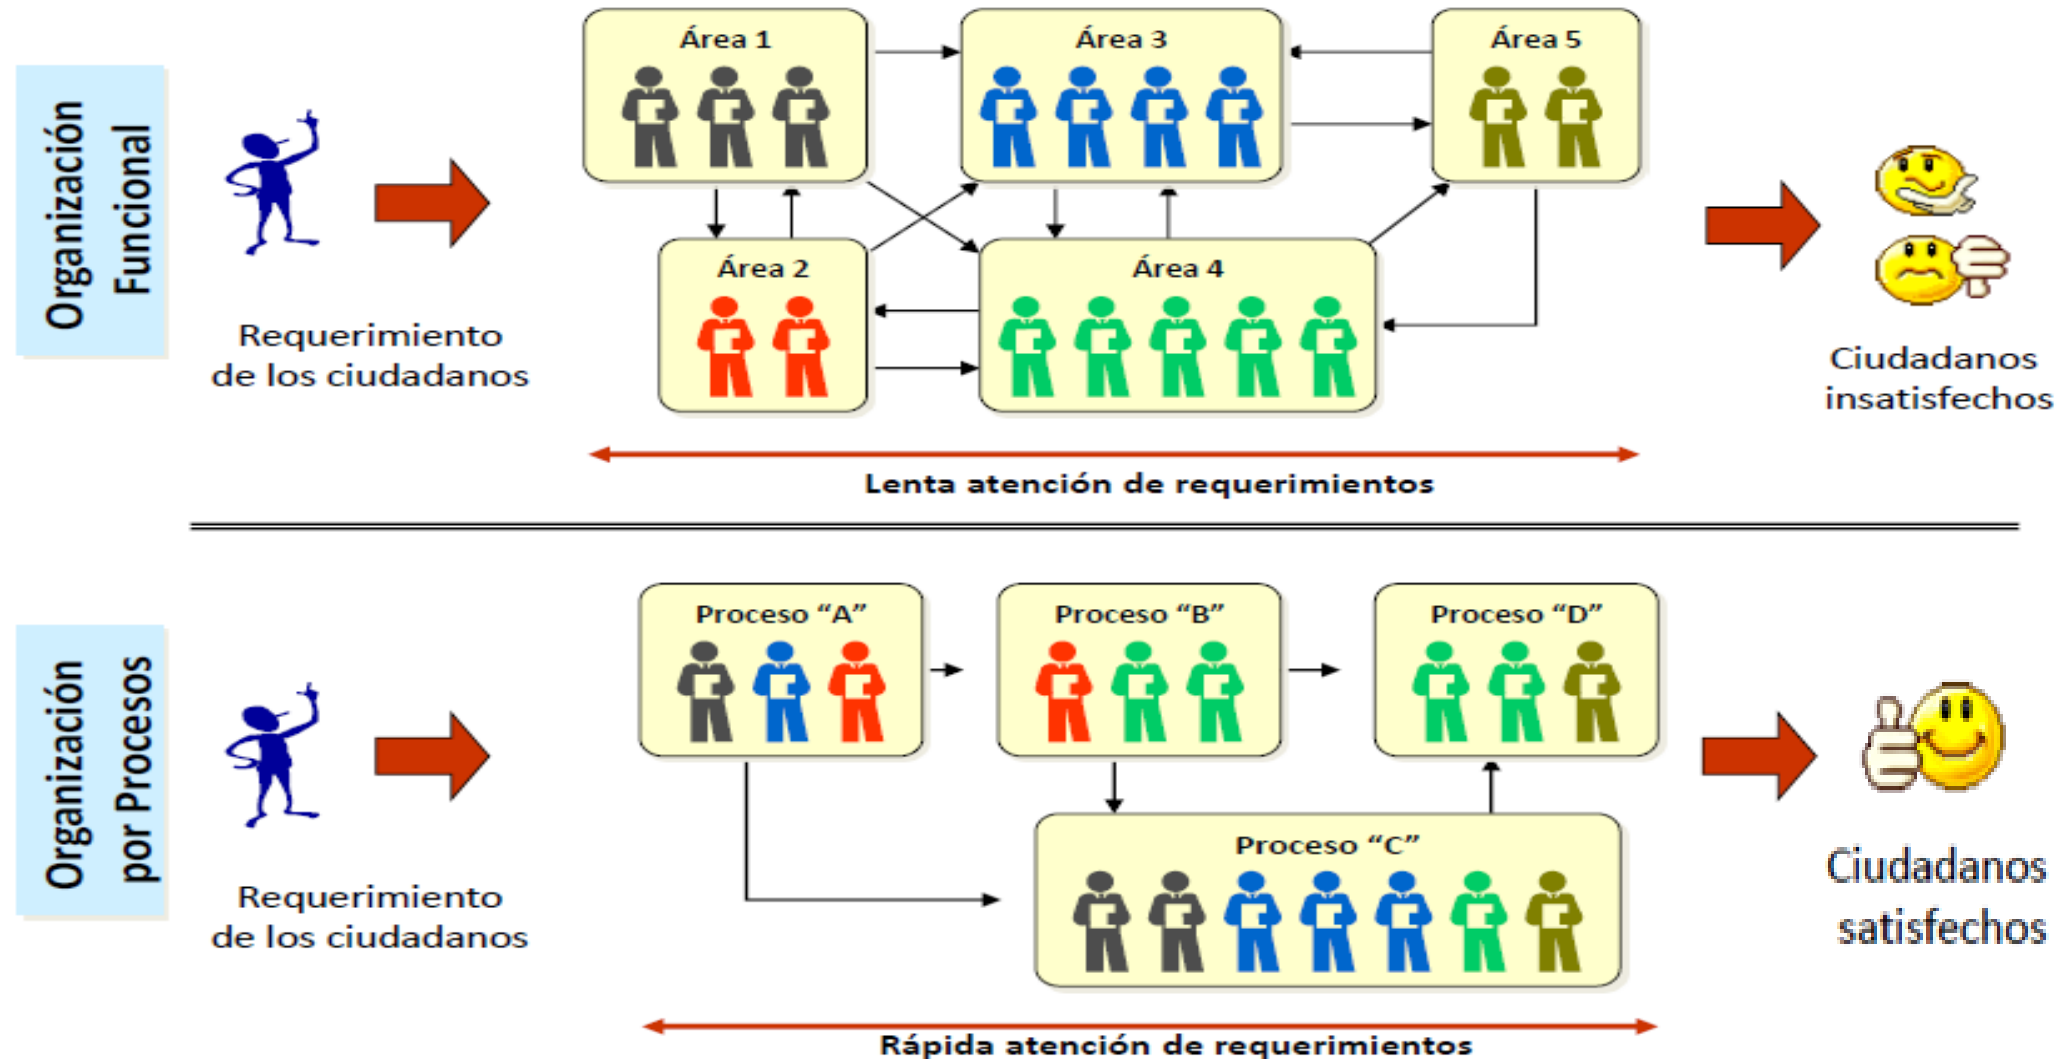 Organización
Funcional
Requerimiento
de los ciudadanos
Área 1
Área 3
Área 5
Área 2
Área 4
Ciudadanos
insatisfechos
Lenta atención de requerimientos
Organización
por Procesos
Requerimiento
de los ciudadanos
Proceso “A”
Proceso “B”
Proceso “D”
Proceso “C”
Ciudadanos
satisfechos
Rápida atención de requerimientos